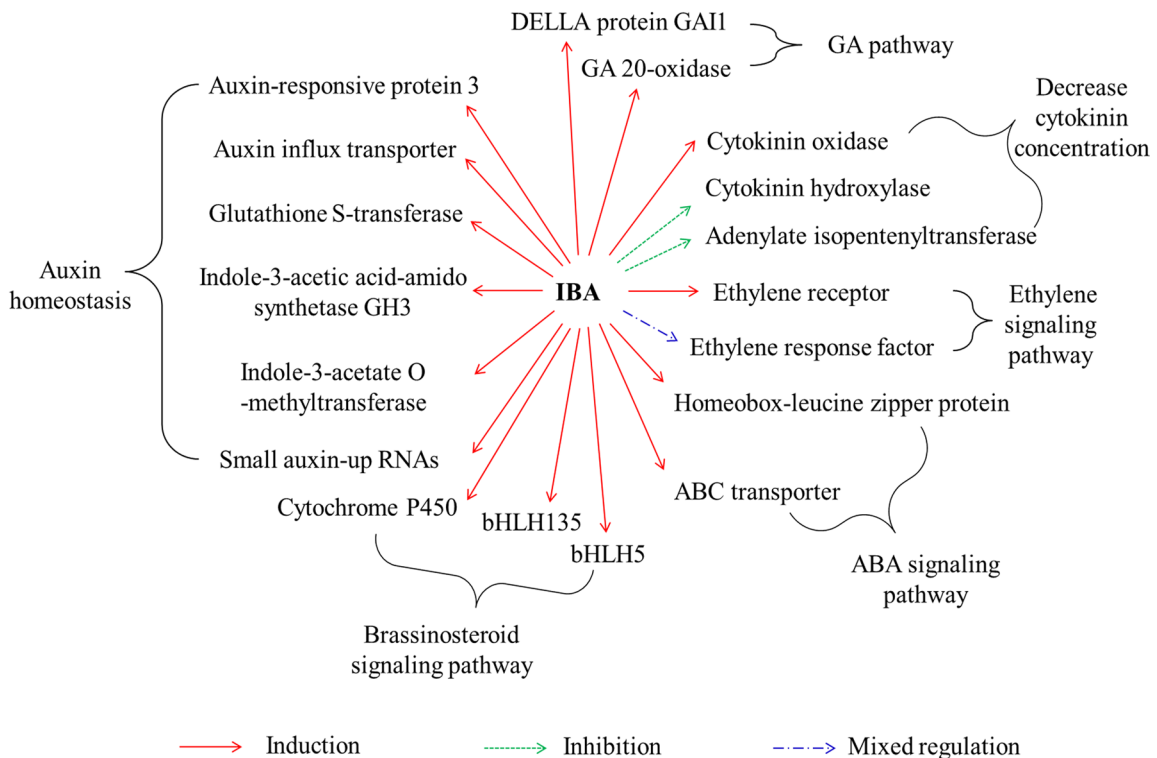 DELLA protein GAI1
GA 20-oxidase
GA pathway
Auxin-responsive protein 3
Auxin influx transporter
Glutathione S-transferase
Indole-3-acetic acid-amido
synthetase GH3
Indole-3-acetate O
-methyltransferase
Small auxin-up RNAs
Auxin
homeostasis
IBA
Cytokinin oxidase
Cytokinin hydroxylase
Adenylate isopentenyltransferase
Decrease
cytokinin
concentration
Ethylene receptor
Ethylene response factor
Ethylene
signaling
pathway
Homeobox-leucine zipper protein
ABC transporter
ABA signaling
pathway
Cytochrome P450
bHLH135
bHLH5
Brassinosteroid
signaling pathway
Induction
Inhibition
Mixed regulation